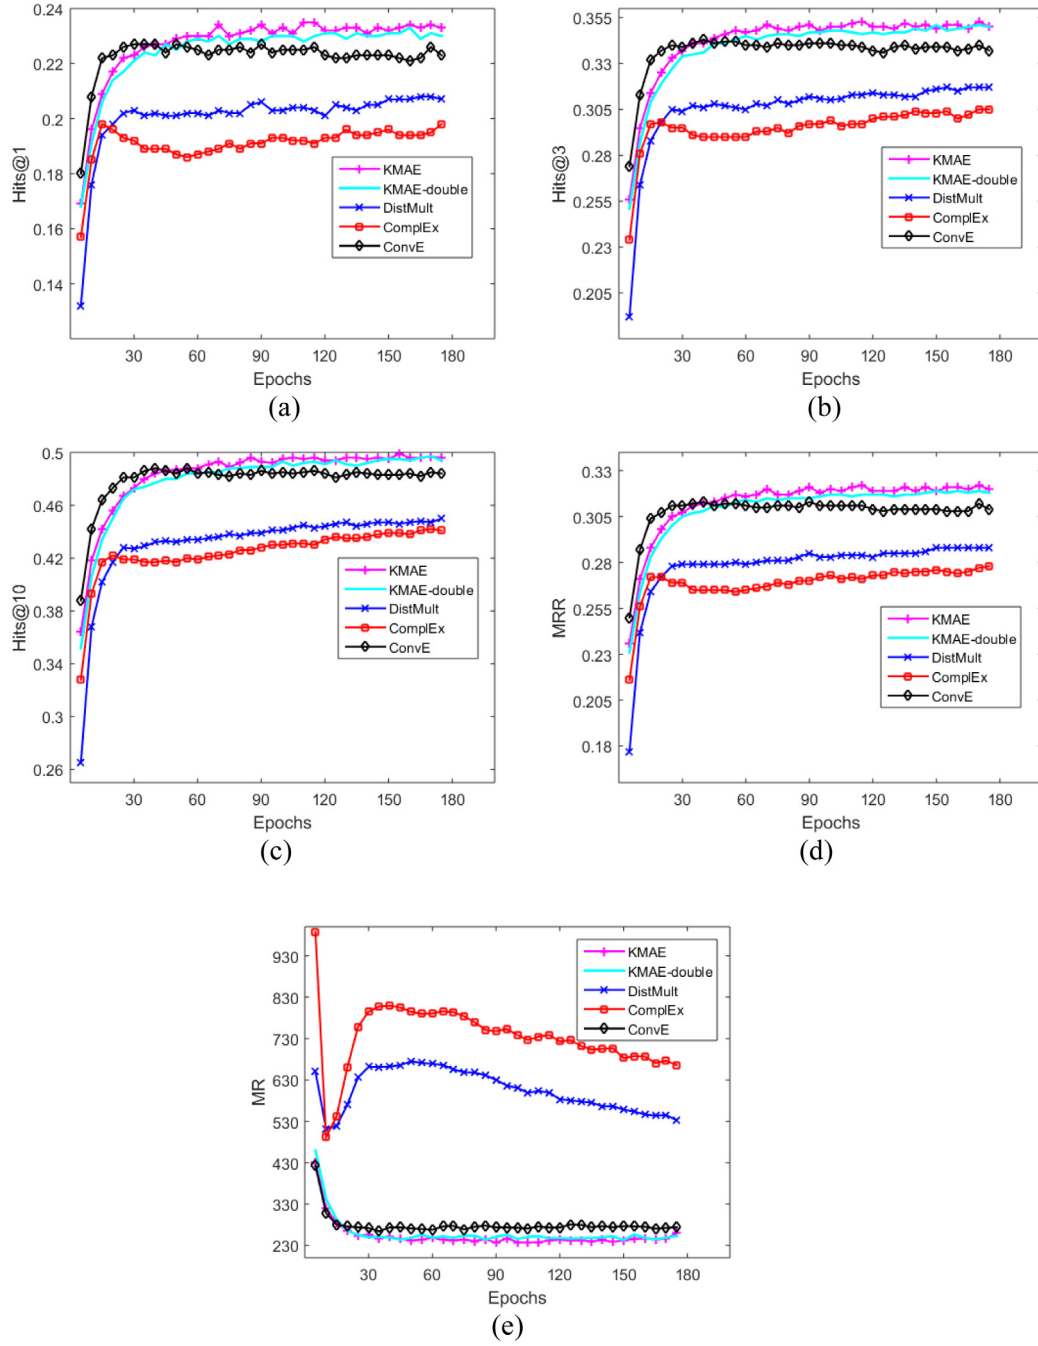 0.24
0.22
0.2
0.18
0.16
0.14
Hits@1
KMAE
KMAE-double
DistMult
ComplEx
ConvE
30 60 90 120 150 180
Epochs
(a)
0.355
0.33
0.305
0.28
0.255
0.23
0.205
Hits@3
KMAE
KMAE-double
DistMult
ComplEx
ConvE
30 60 90 120 150 180
Epochs
(b)
0.5
0.46
0.42
0.38
0.34
0.3
0.26
Hits@10
KMAE
KMAE-double
DistMult
ComplEx
ConvE
30 60 90 120 150 180
Epochs
(c)
0.33
0.305
0.28
0.255
0.23
0.205
0.18
MRR
KMAE
KMAE-double
DistMult
ComplEx
ConvE
30 60 90 120 150 180
Epochs
(d)
930
830
730
630
530
430
330
230
MR
KMAE
KMAE-double
DistMult
ComplEx
ConvE
30 60 90 120 150 180
Epochs
(e)